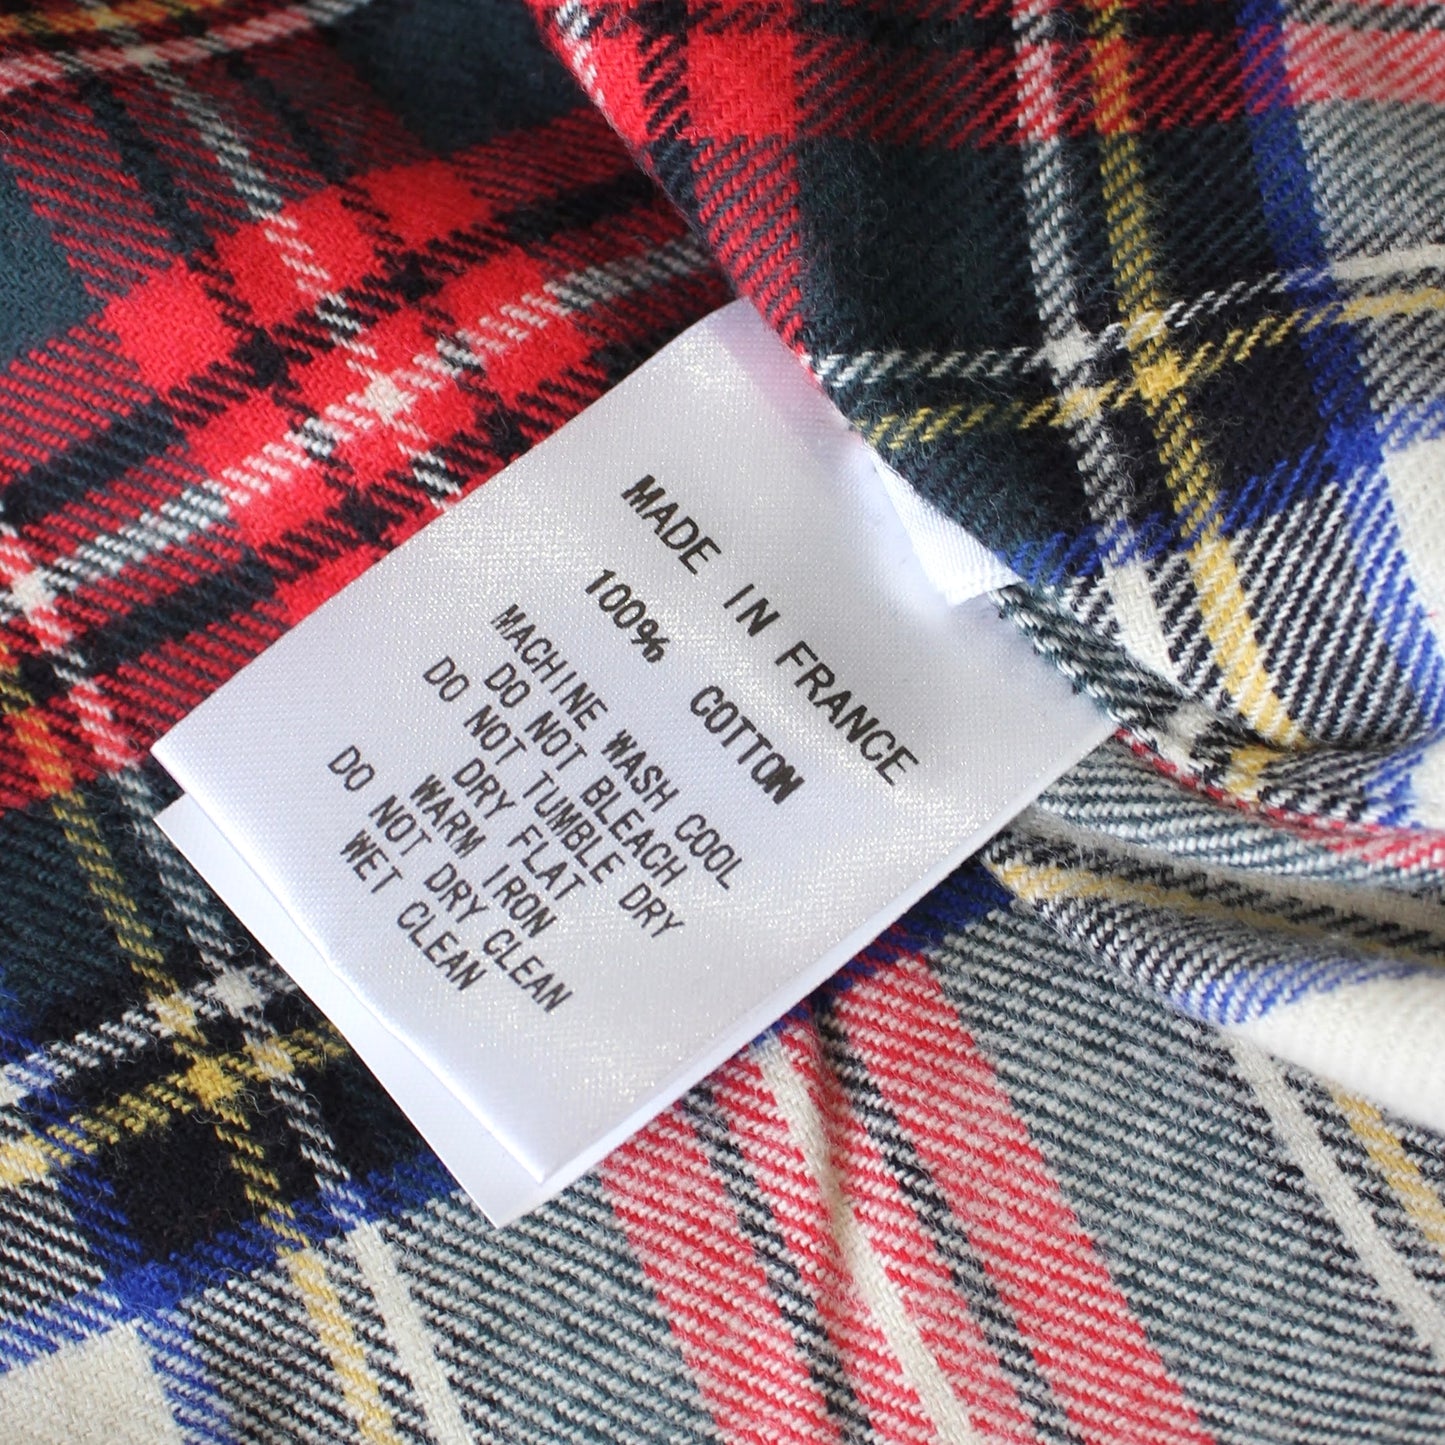 MADE IN FRANCE
100% COTTON
MACHINE WASH COOL
DO NOT BLEACH
DO NOT TUMBLE DRY
DRY FLAT
WARM IRON
DO NOT DRY CLEAN
WET CLEAN